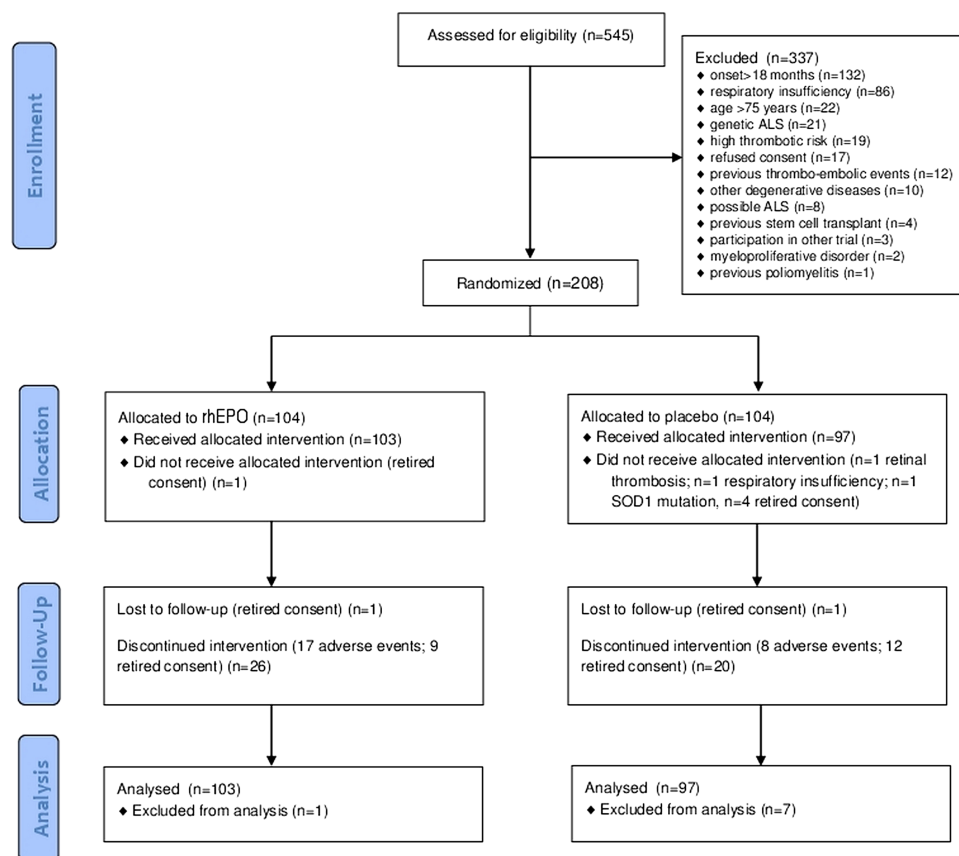 Enrollment
Assessed for eligibility (n=545)
Excluded (n=337)
◆ onset>18 months (n=132)
◆ respiratory insufficiency (n=86)
◆ age >75 years (n=22)
◆ genetic ALS (n=21)
◆ high thrombotic risk (n=19)
◆ refused consent (n=17)
◆ previous thrombo-embolic events (n=12)
◆ other degenerative diseases (n=10)
◆ possible ALS (n=8)
◆ previous stem cell transplant (n=4)
◆ participation in other trial (n=3)
◆ myeloproliferative disorder (n=2)
◆ previous poliomyelitis (n=1)
Randomized (n=208)
Allocation
Allocated to rhEPO (n=104)
◆ Received allocated intervention (n=103)
◆ Did not receive allocated intervention (retired
consent) (n=1)
Allocated to placebo (n=104)
◆ Received allocated intervention (n=97)
◆ Did not receive allocated intervention (n=1 retinal
thrombosis; n=1 respiratory insufficiency; n=1
SOD1 mutation, n=4 retired consent)
Follow-Up
Lost to follow-up (retired consent) (n=1)
Discontinued intervention (17 adverse events; 9
retired consent) (n=26)
Lost to follow-up (retired consent) (n=1)
Discontinued intervention (8 adverse events; 12
retired consent) (n=20)
Analysis
Analysed (n=103)
◆ Excluded from analysis (n=1)
Analysed (n=97)
◆ Excluded from analysis (n=7)